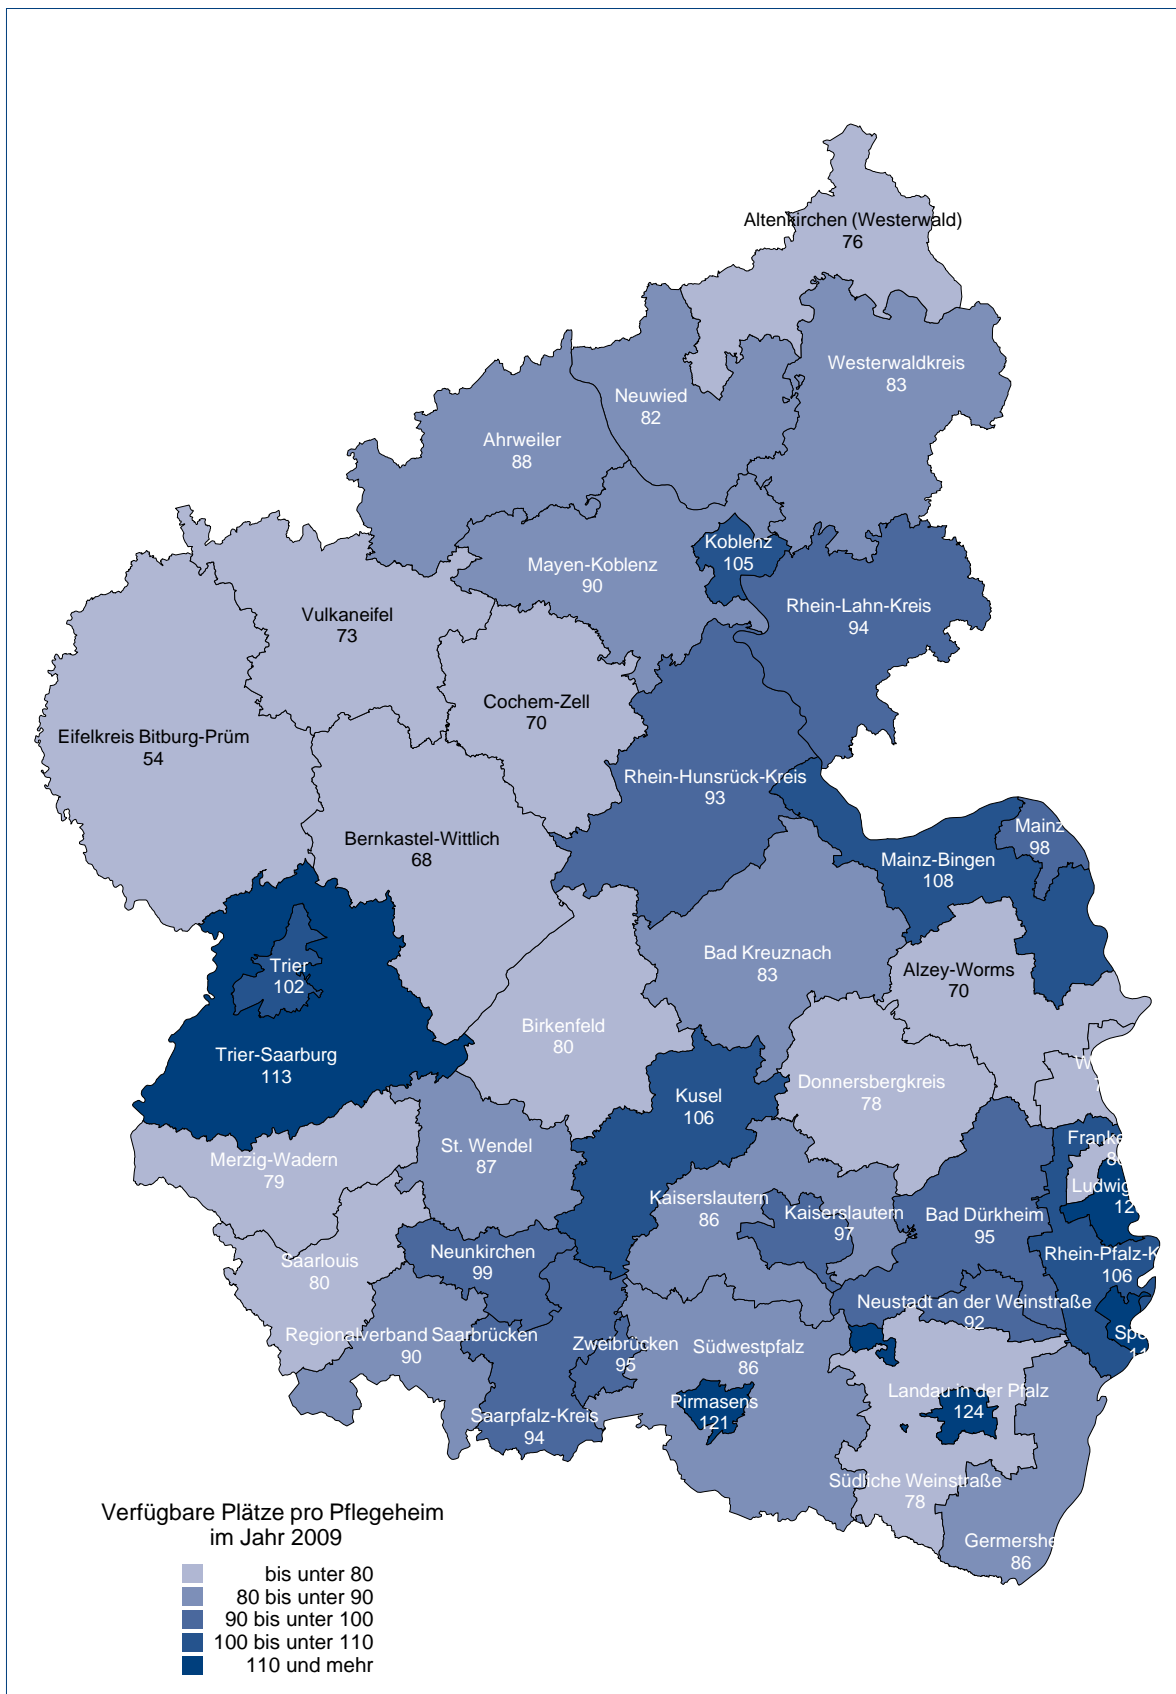 Altenkirchen (Westerwald)
76
Westerwaldkreis
83
Neuwied
82
Ahrweiler
88
Koblenz
105
Mayen-Koblenz
90
Rhein-Lahn-Kreis
94
Vulkaneifel
73
Cochem-Zell
70
Eifelkreis Bitburg-Prüm
54
Rhein-Hunsrück-Kreis
93
Mainz
98
Bernkastel-Wittlich
68
Mainz-Bingen
108
Bad Kreuznach
83
Alzey-Worms
70
Trier
102
Birkenfeld
80
Trier-Saarburg
113
W
7
Donnersbergkreis
78
Kusel
106
Franke
St. Wendel
87
Merzig-Wadern
79
Ludwig
12
Kaiserslautern
86
Kaiserslautern
97
Bad Dürkheim
95
Neunkirchen
99
Rhein-Pfalz-K
106
Saarlouis
80
Neustadt an der Weinstraße
92
Regionalverband Saarbrücken
90
Zweibrücken
95
Südwestpfalz
86
11
Landau in der Pfalz
124
Pirmasens
121
Saarpfalz-Kreis
94
Südliche Weinstraße
78
Germershe
86
Verfügbare Plätze pro Pflegeheim
im Jahr 2009
bis unter 80
80 bis unter 90
90 bis unter 100
100 bis unter 110
110 und mehr